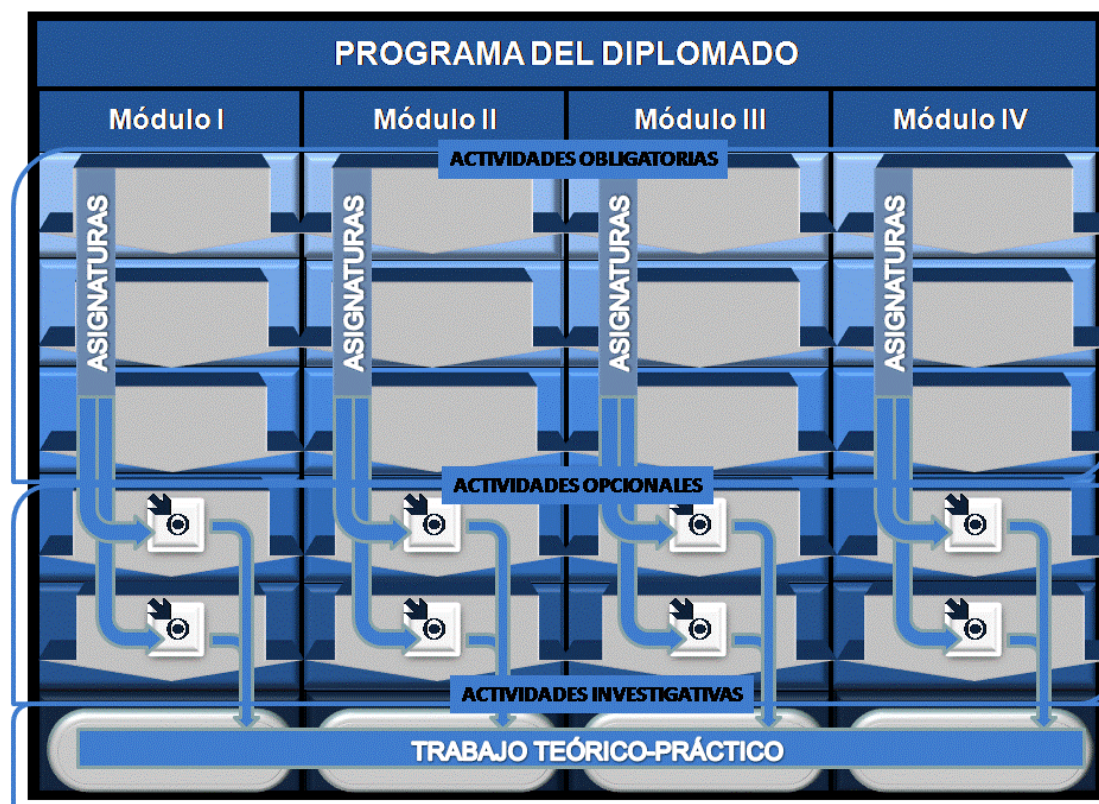 PROGRAMA DEL DIPLOMADO
Módulo I
Módulo II
Módulo III
Módulo IV
ACTIVIDADES OBLIGATORIAS
ASIGNATURAS
ASIGNATURAS
ASIGNATURAS
ASIGNATURAS
ACTIVIDADES OPCIONALES
ACTIVIDADES INVESTIGATIVAS
TRABAJO TEÓRICO-PRÁCTICO